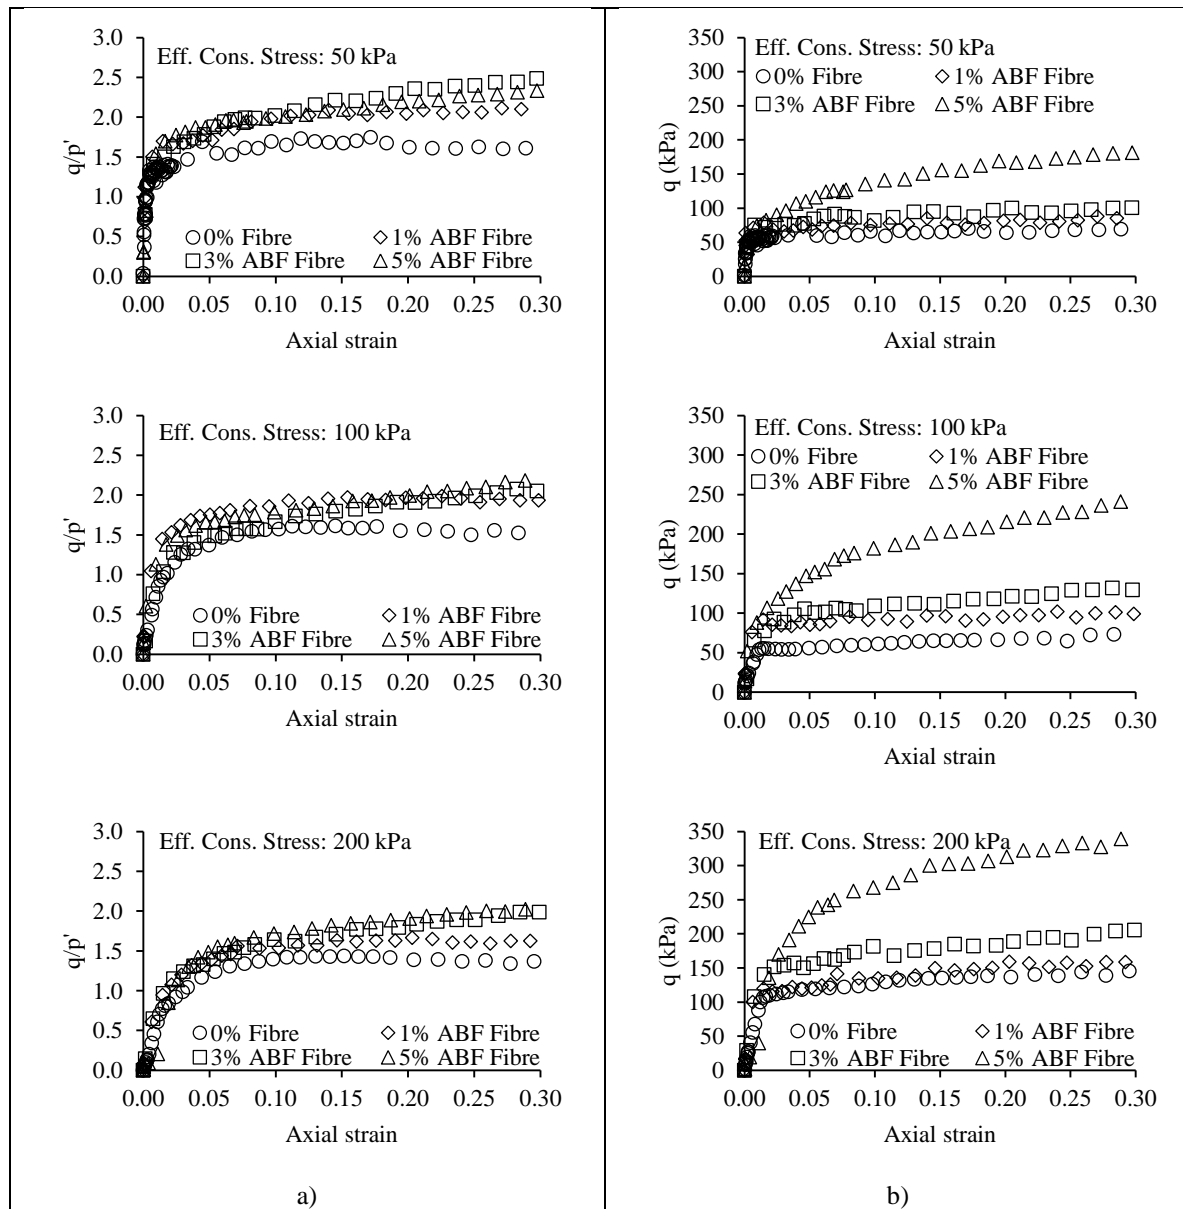 3.0
Eff. Cons. Stress: 50 kPa
2.5
2.0
q/p'
1.5
1.0
0.5
0% Fibre 1% ABF Fibre
3% ABF Fibre 5% ABF Fibre
0.0
0.00 0.05 0.10 0.15 0.20 0.25 0.30
Axial strain
3.0
Eff. Cons. Stress: 100 kPa
2.5
2.0
q/p'
1.5
1.0
0.5
0% Fibre 1% ABF Fibre
3% ABF Fibre 5% ABF Fibre
0.0
0.00 0.05 0.10 0.15 0.20 0.25 0.30
Axial strain
3.0
Eff. Cons. Stress: 200 kPa
2.5
2.0
q/p'
1.5
1.0
0.5
0% Fibre 1% ABF Fibre
3% ABF Fibre 5% ABF Fibre
0.0
0.00 0.05 0.10 0.15 0.20 0.25 0.30
Axial strain
a)
350
Eff. Cons. Stress: 50 kPa
300
0% Fibre 1% ABF Fibre
250
3% ABF Fibre 5% ABF Fibre
200
q (kPa)
150
100
50
0
0.00 0.05 0.10 0.15 0.20 0.25 0.30
Axial strain
350
Eff. Cons. Stress: 100 kPa
300
0% Fibre 1% ABF Fibre
3% ABF Fibre 5% ABF Fibre
250
200
q (kPa)
150
100
50
0
0.00 0.05 0.10 0.15 0.20 0.25 0.30
Axial strain
350
Eff. Cons. Stress: 200 kPa
300
250
200
q (kPa)
150
100
50
0% Fibre 1% ABF Fibre
3% ABF Fibre 5% ABF Fibre
0
0.00 0.05 0.10 0.15 0.20 0.25 0.30
Axial strain
b)